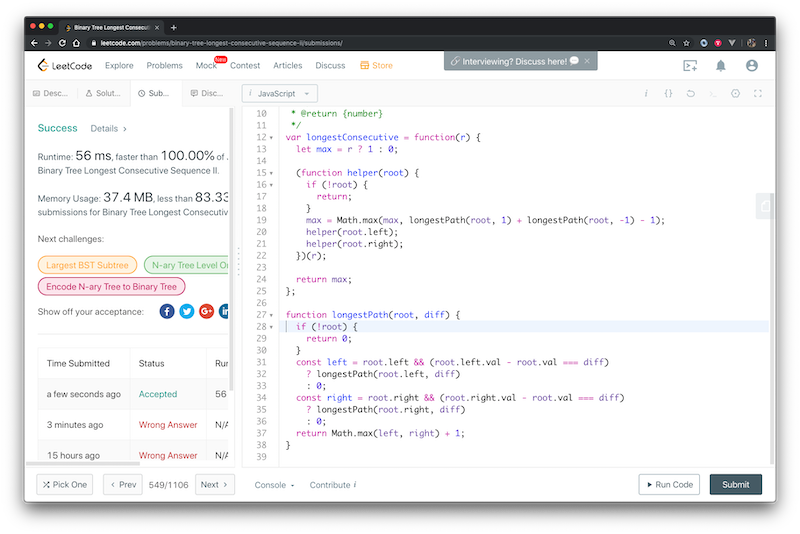 Binary Tree Longest Consecuti
leetcode.com/problems/binary-tree-longest-consecutive-sequence-ii/submissions/
LeetCode Explore Problems Mock New Contest Articles Discuss Store
Interviewing? Discuss here!
Desc... Solut... Sub... Disc...
i JavaScript
Success Details >
Runtime: 56 ms, faster than 100.00% of
Binary Tree Longest Consecutive Sequence II.
Memory Usage: 37.4 MB, less than 83.33
submissions for Binary Tree Longest Consecutiv
Next challenges:
Largest BST Subtree N-ary Tree Level Or
Encode N-ary Tree to Binary Tree
Show off your acceptance:
Time Submitted Status Ru
a few seconds ago Accepted 56
3 minutes ago Wrong Answer N/A
15 hours ago Wrong Answer N/A
10 * @return {number}
11 */
12 var longestConsecutive = function(r) {
13 let max = r ? 1 : 0;
14
15 (function helper(root) {
16 if (!root) {
17 return;
18 }
19 max = Math.max(max, longestPath(root, 1) + longestPath(root, -1) - 1);
20 helper(root.left);
21 helper(root.right);
22 })(r);
23
24 return max;
25 };
26
27 function longestPath(root, diff) {
28 if (!root) {
29 return 0;
30 }
31 const left = root.left && (root.left.val - root.val === diff)
32 ? longestPath(root.left, diff)
33 : 0;
34 const right = root.right && (root.right.val - root.val === diff)
35 ? longestPath(root.right, diff)
36 : 0;
37 return Math.max(left, right) + 1;
38 }
39
Pick One < Prev 549/1106 Next >
Console Contribute i
Run Code Submit